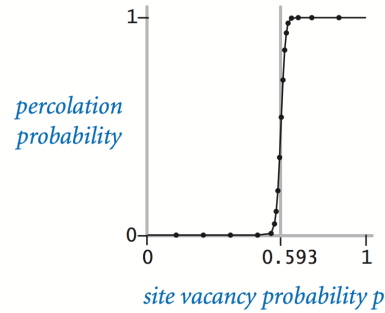 1
percolation
probability
0
0 0.593 1
site vacancy probability p